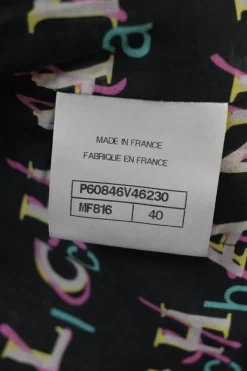 MADE IN FRANCE
FABRIQUE EN FRANCE
P60846V46230
MF816 40